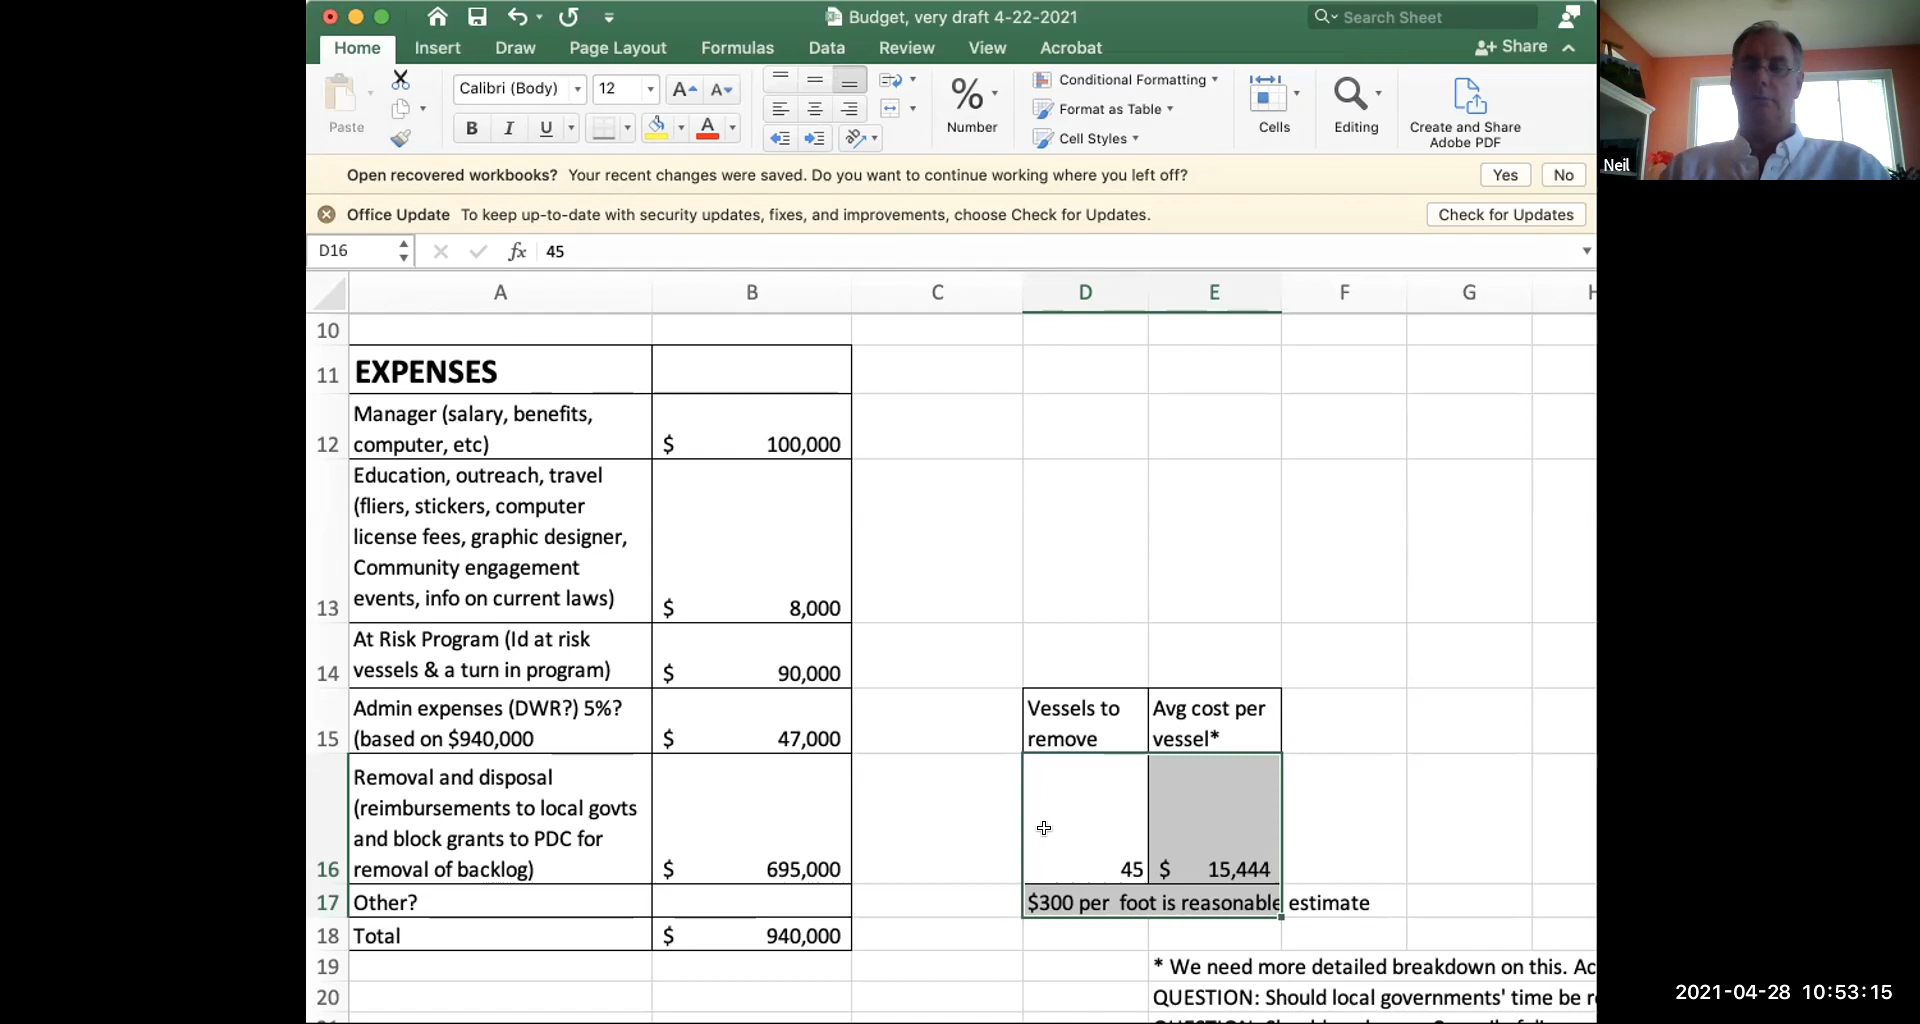 Budget, very draft 4-22-2021
Search Sheet
Home Insert Draw Page Layout Formulas Data Review View Acrobat
Share
Paste
Calibri (Body) 12
A A
B I U A
%
Number
Conditional Formatting
Format as Table
Cell Styles
Cells
Editing
Create and Share
Adobe PDF
Neil
Open recovered workbooks? Your recent changes were saved. Do you want to continue working where you left off?
Yes No
Office Update To keep up-to-date with security updates, fixes, and improvements, choose Check for Updates.
Check for Updates
D16 fx 45
A B C D E F G
10
11 EXPENSES
Manager (salary, benefits,
12 computer, etc) $ 100,000
Education, outreach, travel
(fliers, stickers, computer
license fees, graphic designer,
Community engagement
13 events, info on current laws) $ 8,000
At Risk Program (Id at risk
14 vessels & a turn in program) $ 90,000
Admin expenses (DWR?) 5%? Vessels to Avg cost per
15 (based on $940,000 $ 47,000 remove vessel*
Removal and disposal
(reimbursements to local govts
and block grants to PDC for
16 removal of backlog) $ 695,000 45 $ 15,444
17 Other? $300 per foot is reasonable estimate
18 Total $ 940,000
19 * We need more detailed breakdown on this. Ac
20 QUESTION: Should local governments' time be r
2021-04-28 10:53:15